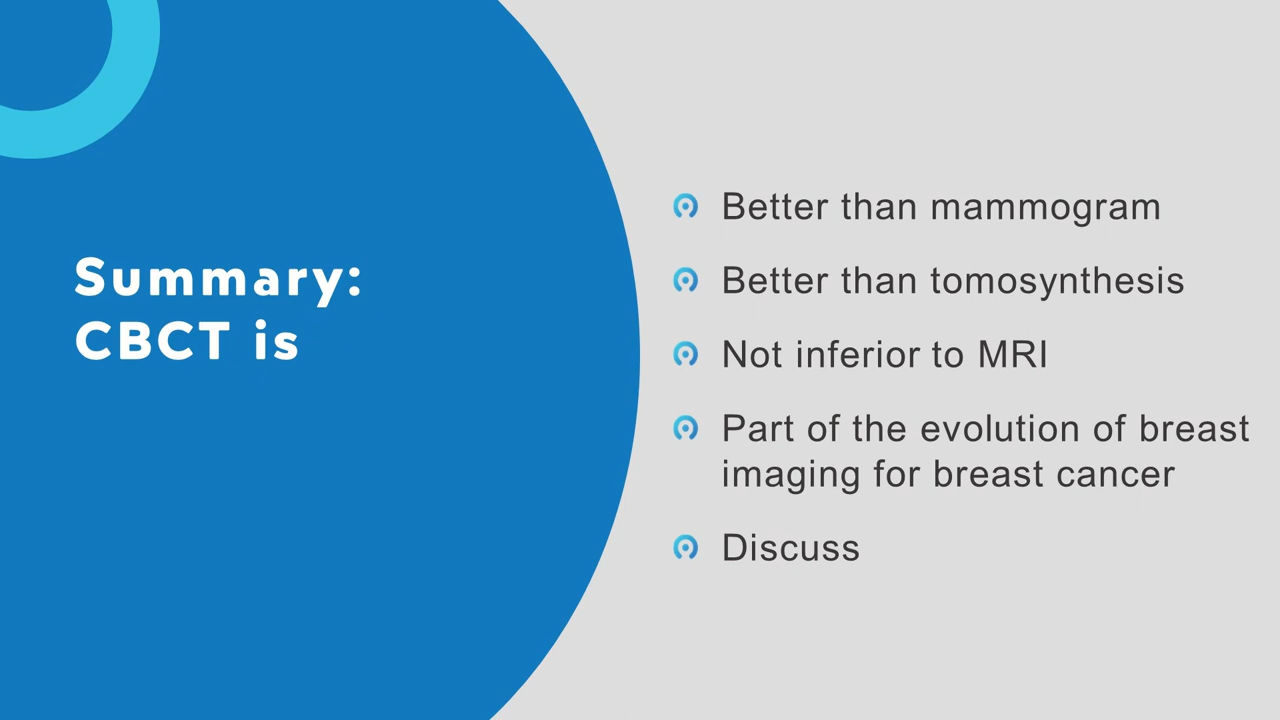 Summary:
CBCT is
Better than mammogram
Better than tomosynthesis
Not inferior to MRI
Part of the evolution of breast
imaging for breast cancer
Discuss